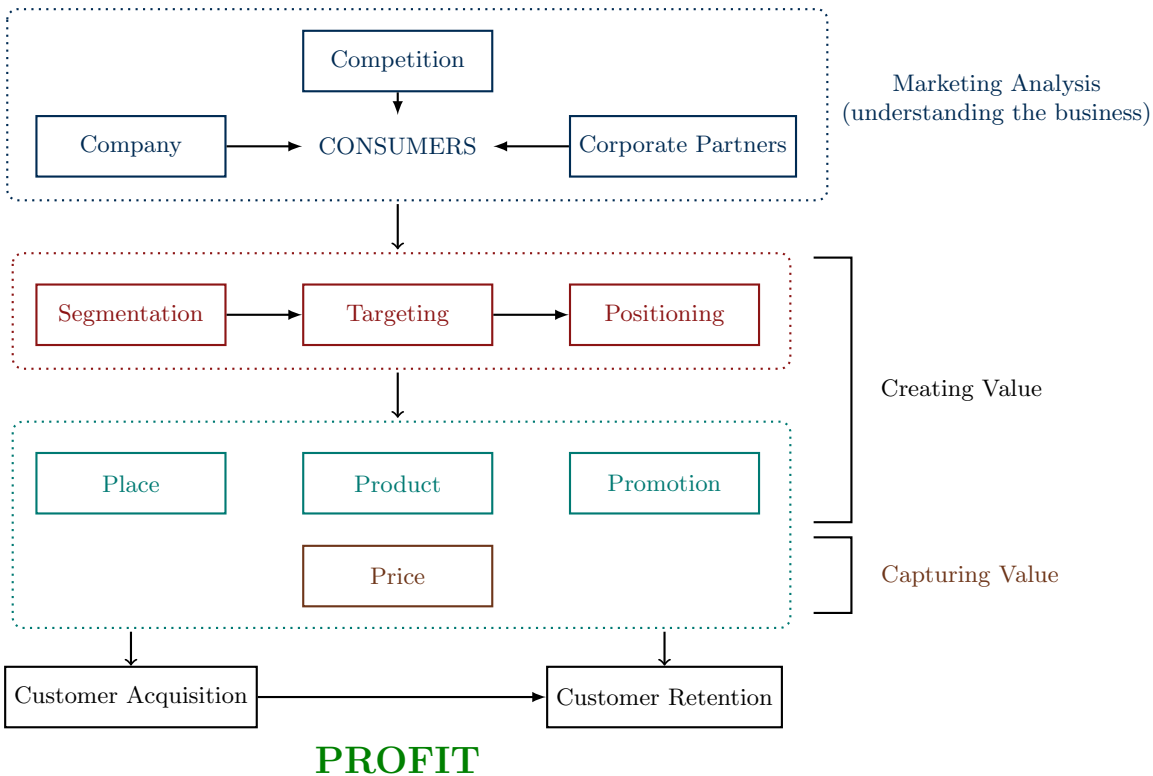 Competition
Marketing Analysis
(understanding the business)
Company
CONSUMERS
Corporate Partners
Segmentation
Targeting
Positioning
Creating Value
Place
Product
Promotion
Price
Capturing Value
Customer Acquisition
Customer Retention
PROFIT